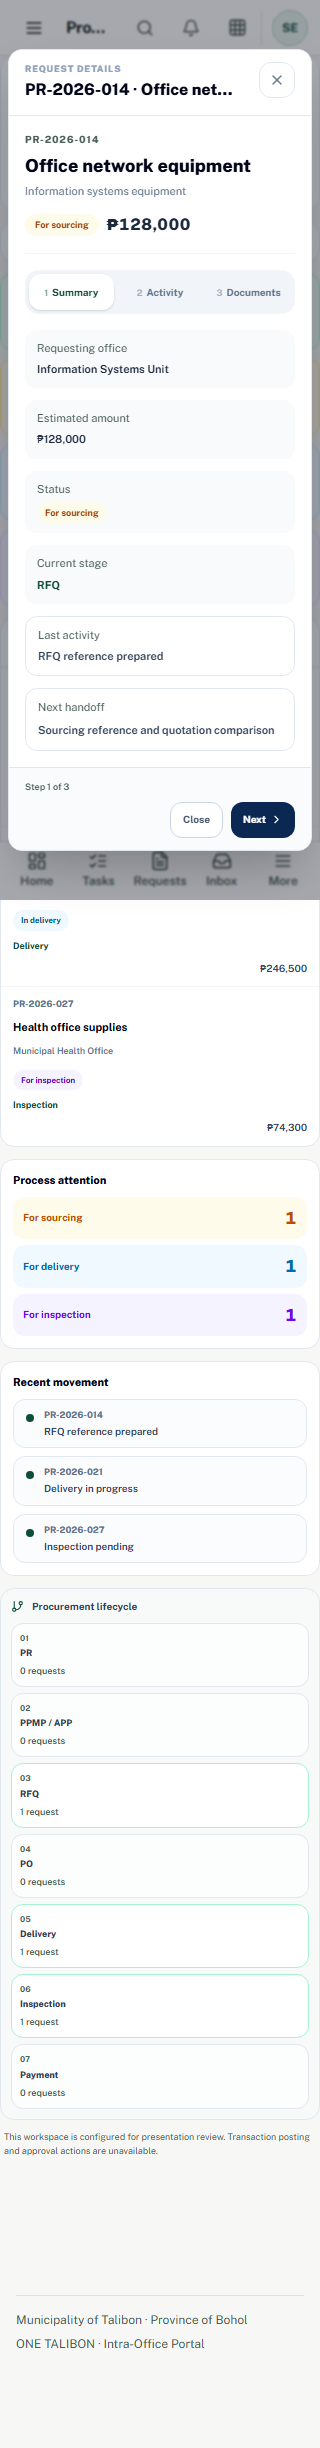 Pro...
SE
REQUEST DETAILS
PR-2026-014 · Office net...
PR-2026-014
Office network equipment
Information systems equipment
For sourcing
₱128,000
1 Summary
2 Activity
3 Documents
Requesting office
Information Systems Unit
Estimated amount
₱128,000
Status
For sourcing
Current stage
RFQ
Last activity
RFQ reference prepared
Next handoff
Sourcing reference and quotation comparison
Step 1 of 3
Close
Next
Home
Tasks
Requests
Inbox
More
In delivery
Delivery
₱246,500
PR-2026-027
Health office supplies
Municipal Health Office
For inspection
Inspection
₱74,300
Process attention
For sourcing
1
For delivery
1
For inspection
1
Recent movement
PR-2026-014
RFQ reference prepared
PR-2026-021
Delivery in progress
PR-2026-027
Inspection pending
Procurement lifecycle
01
PR
0 requests
02
PPMP / APP
0 requests
03
RFQ
1 request
04
PO
0 requests
05
Delivery
1 request
06
Inspection
1 request
07
Payment
0 requests
This workspace is configured for presentation review. Transaction posting
and approval actions are unavailable.
Municipality of Talibon · Province of Bohol
ONE TALIBON · Intra-Office Portal